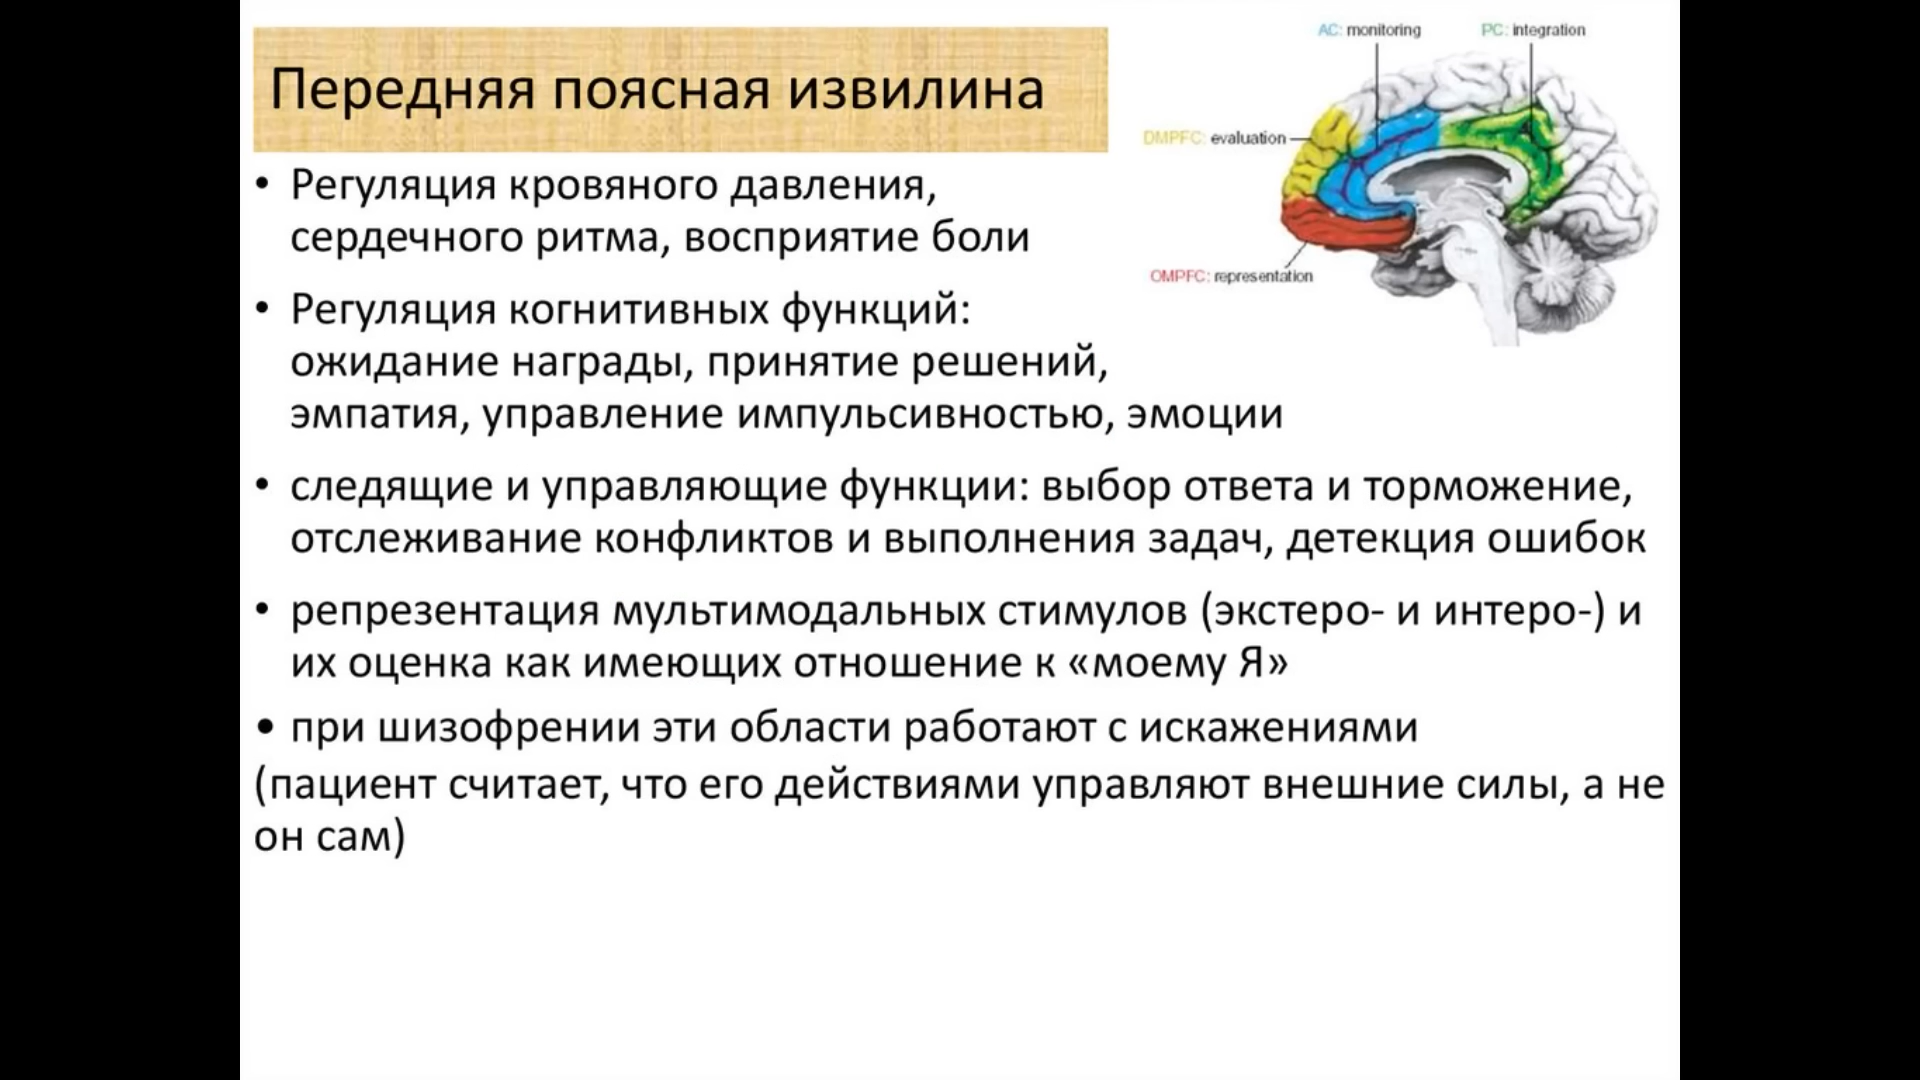 Передняя поясная извилина
AC: monitoring
PC: integration
DMPFC: evaluation
OMPFC: representation
• Регуляция кровяного давления,
сердечного ритма, восприятие боли
• Регуляция когнитивных функций:
ожидание награды, принятие решений,
эмпатия, управление импульсивностью, эмоции
• следящие и управляющие функции: выбор ответа и торможение,
отслеживание конфликтов и выполнения задач, детекция ошибок
• репрезентация мультимодальных стимулов (экстеро- и интеро-) и
их оценка как имеющих отношение к «моему Я»
• при шизофрении эти области работают с искажениями
(пациент считает, что его действиями управляют внешние силы, а не
он сам)